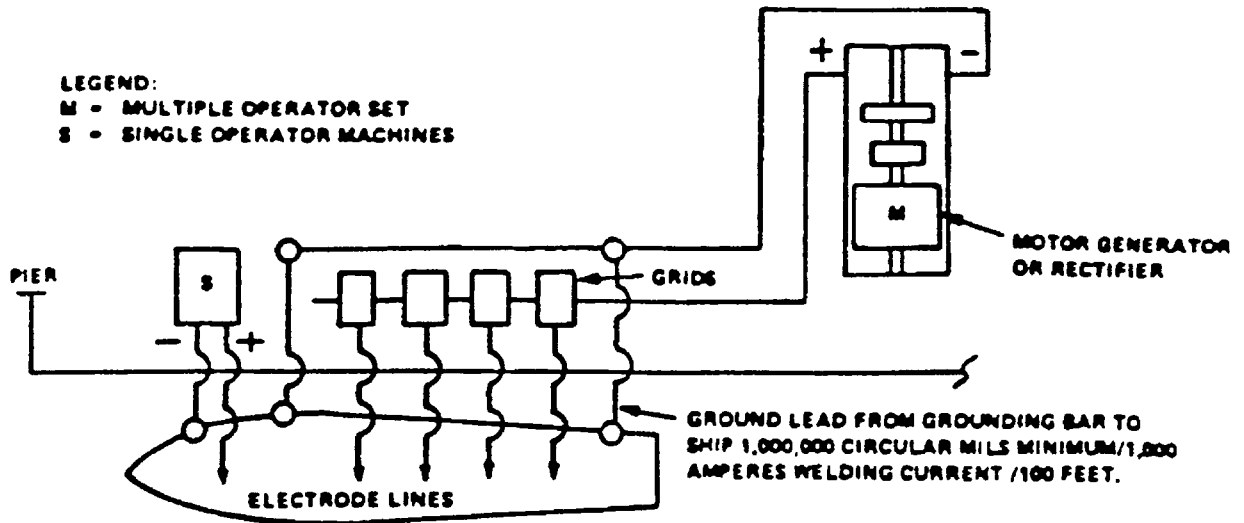 LEGEND:
M = MULTIPLE OPERATOR SET
S = SINGLE OPERATOR MACHINES
+ -
M
MOTOR GENERATOR
OR RECTIFIER
PIER
S
GRIDS
- +
GROUND LEAD FROM GROUNDING BAR TO
SHIP 1,000,000 CIRCULAR MILS MINIMUM/1,000
AMPERES WELDING CURRENT /100 FEET.
ELECTRODE LINES